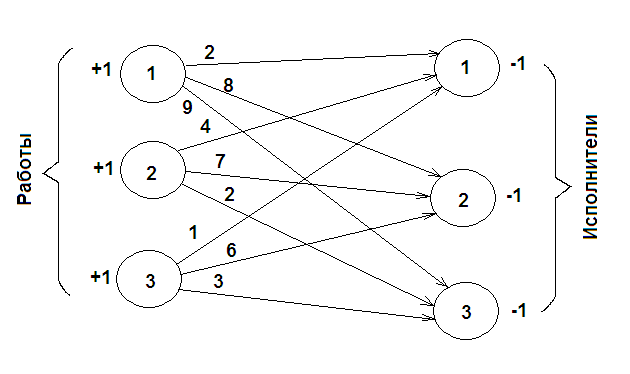 Работы
+1 1 2 8 9
+1 2 4 7 2
+1 3 1 6 3
1 -1
2 -1
3 -1
Исполнители